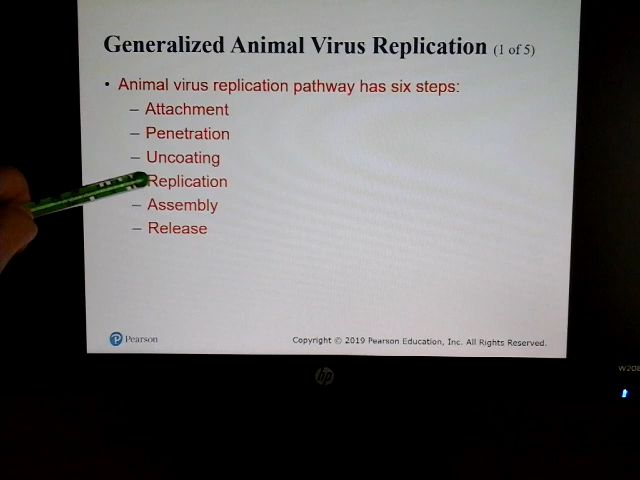 Generalized Animal Virus Replication (1 of 5)
• Animal virus replication pathway has six steps:
– Attachment
– Penetration
– Uncoating
Replication
– Assembly
– Release
Pearson
Copyright © 2019 Pearson Education, Inc. All Rights Reserved.
hp